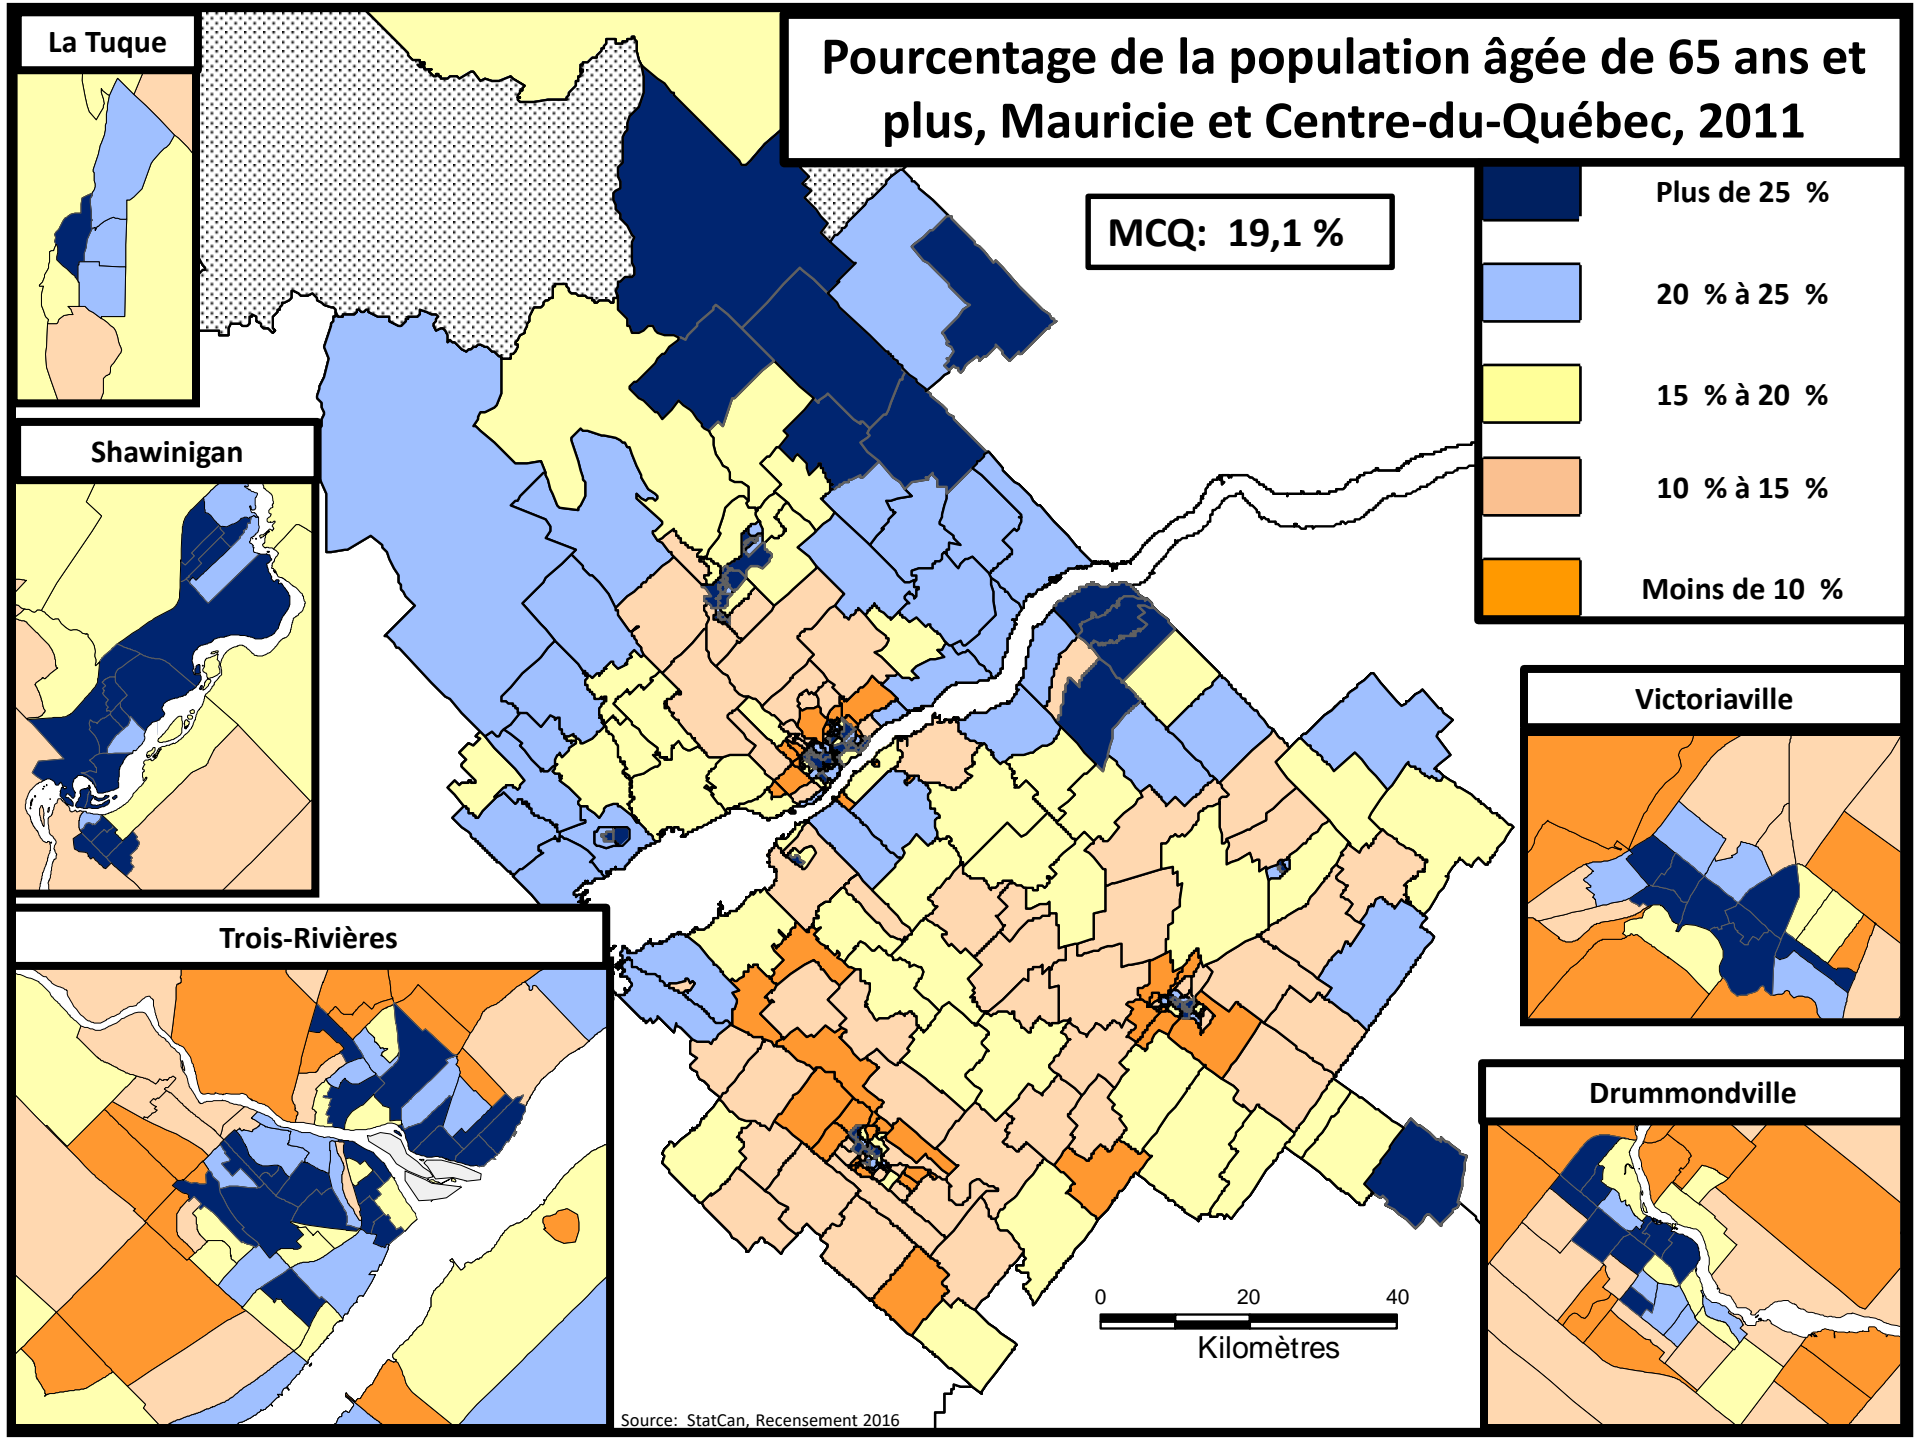 La Tuque
Pourcentage de la population âgée de 65 ans et
plus, Mauricie et Centre-du-Québec, 2011
MCQ:  19,1 %
Plus de 25  %
20  % à 25  %
15  % à 20  %
10  % à 15  %
Moins de 10  %
Shawinigan
Victoriaville
Trois-Rivières
Drummondville
0 20 40
Kilomètres
Source:  StatCan, Recensement 2016